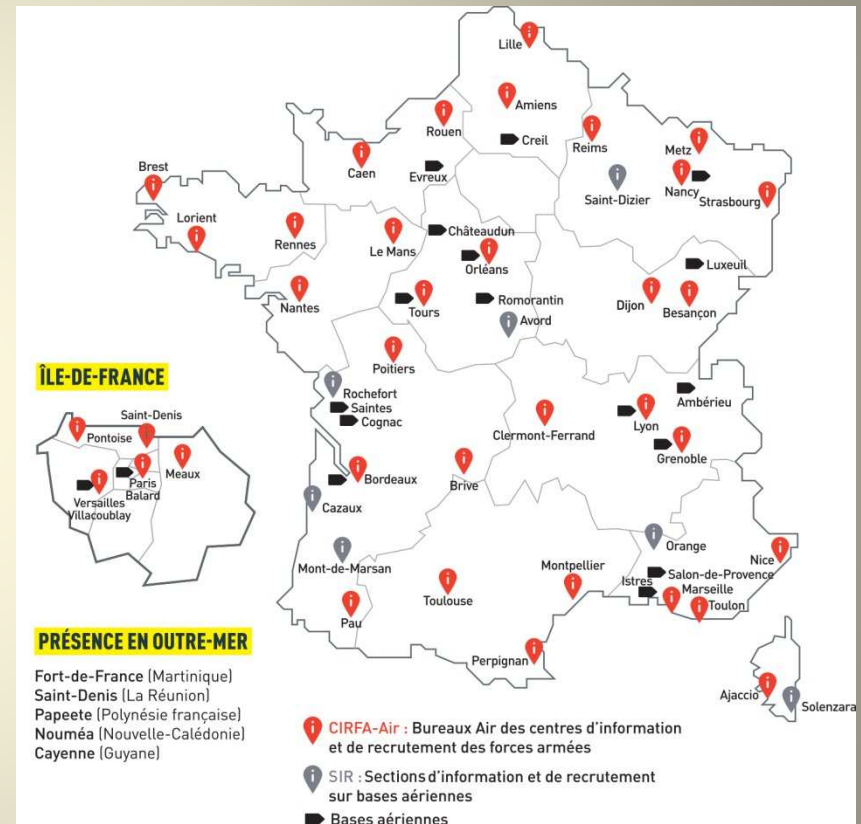 Lille
Amiens
Rouen
Creil
Reims
Metz
Caen
Evreux
Nancy
Saint-Dizier
Strasbourg
Brest
Lorient
Rennes
Le Mans
Châteaudun
Orléans
Luxeuil
Nantes
Tours
Romorantin
Dijon
Besançon
Avord
Poitiers
ÎLE-DE-FRANCE
Rochefort
Saintes
Cognac
Ambérieu
Lyon
Clermont-Ferrand
Grenoble
Saint-Denis
Pontoise
Meaux
Paris
Balard
Versailles
Villacoublay
Bordeaux
Brive
Cazaux
Orange
Mont-de-Marsan
Nice
Montpellier
Istres
Salon-de-Provence
Marseille
Toulon
Toulouse
Pau
Perpignan
Ajaccio
Solenzara
PRÉSENCE EN OUTRE-MER
Fort-de-France (Martinique)
Saint-Denis (La Réunion)
Papeete (Polynésie française)
Nouméa (Nouvelle-Calédonie)
Cayenne (Guyane)
CIRFA-Air : Bureaux Air des centres d'information
et de recrutement des forces armées
SIR : Sections d'information et de recrutement
sur bases aériennes
Bases aériennes